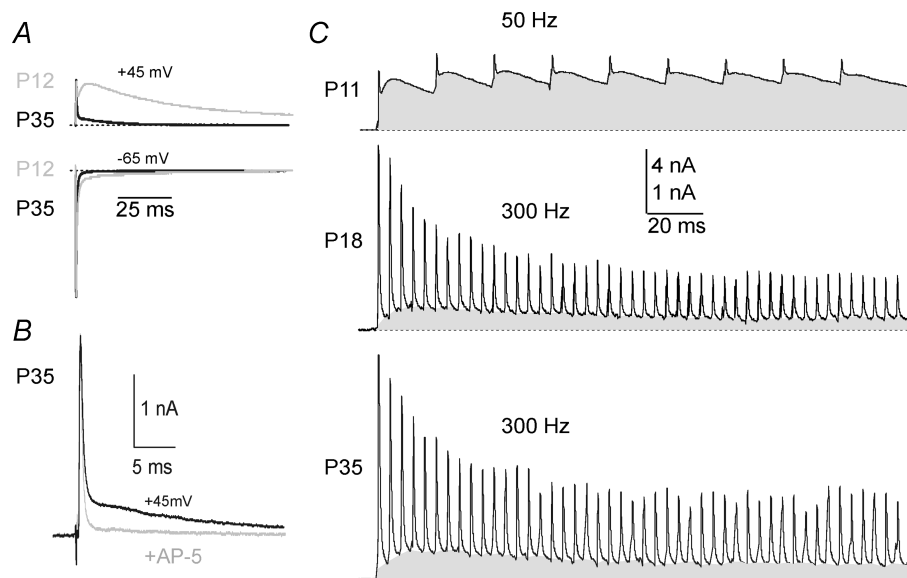 A
P12
+45 mV
P35
P12
-65 mV
P35
25 ms
B
P35
1 nA
5 ms
+45mV
+AP-5
C
50 Hz
P11
4 nA
1 nA
20 ms
300 Hz
P18
300 Hz
P35